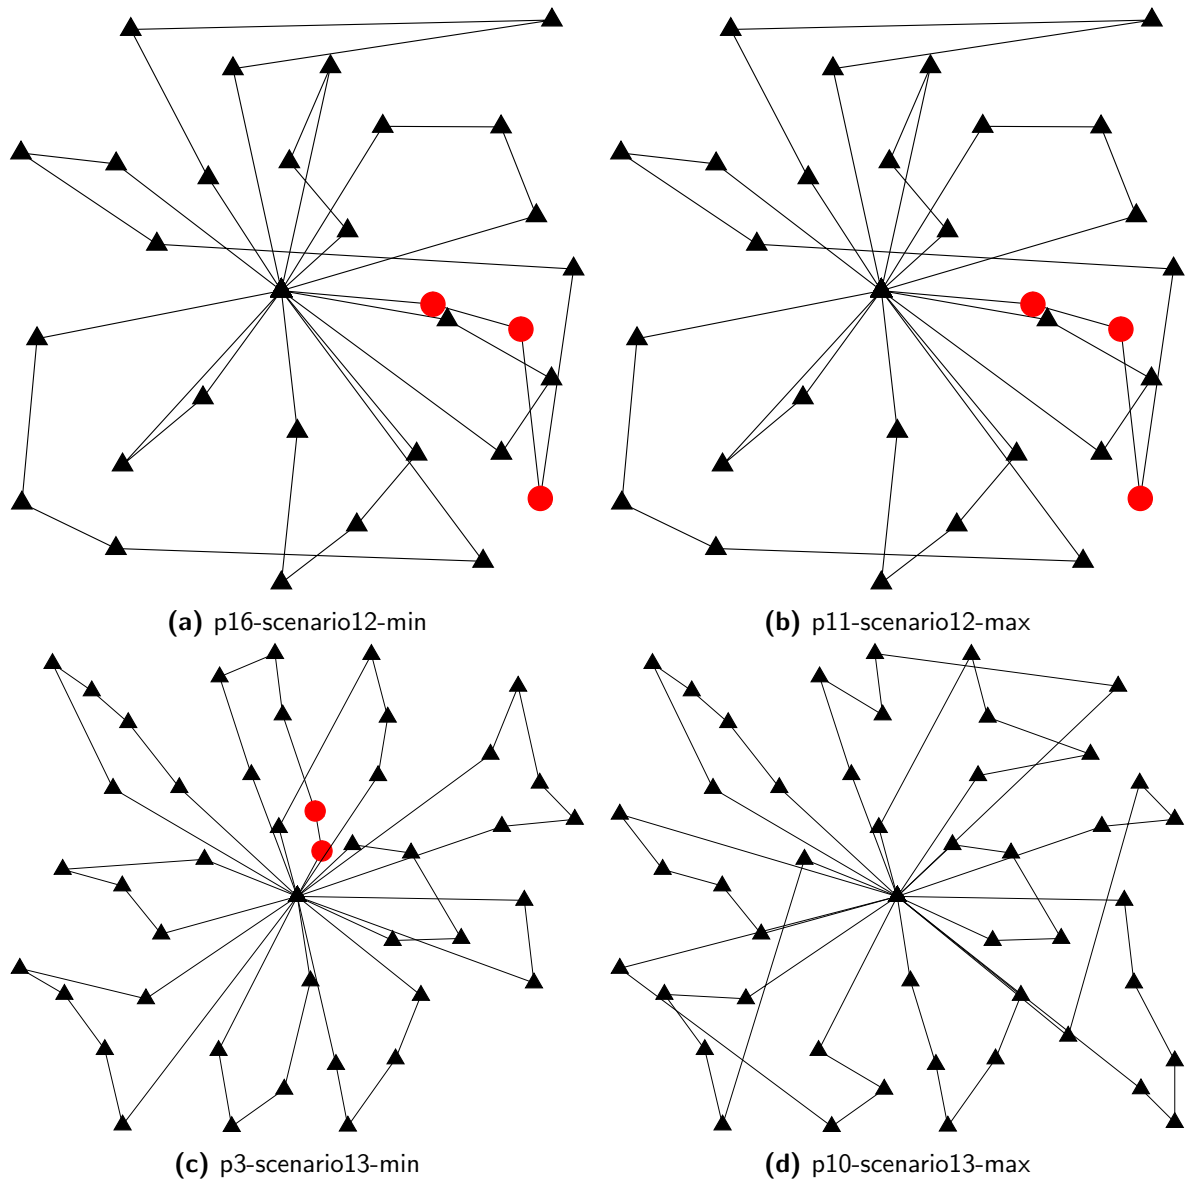 (a) p16-scenario12-min
(b) p11-scenario12-max
(c) p3-scenario13-min
(d) p10-scenario13-max